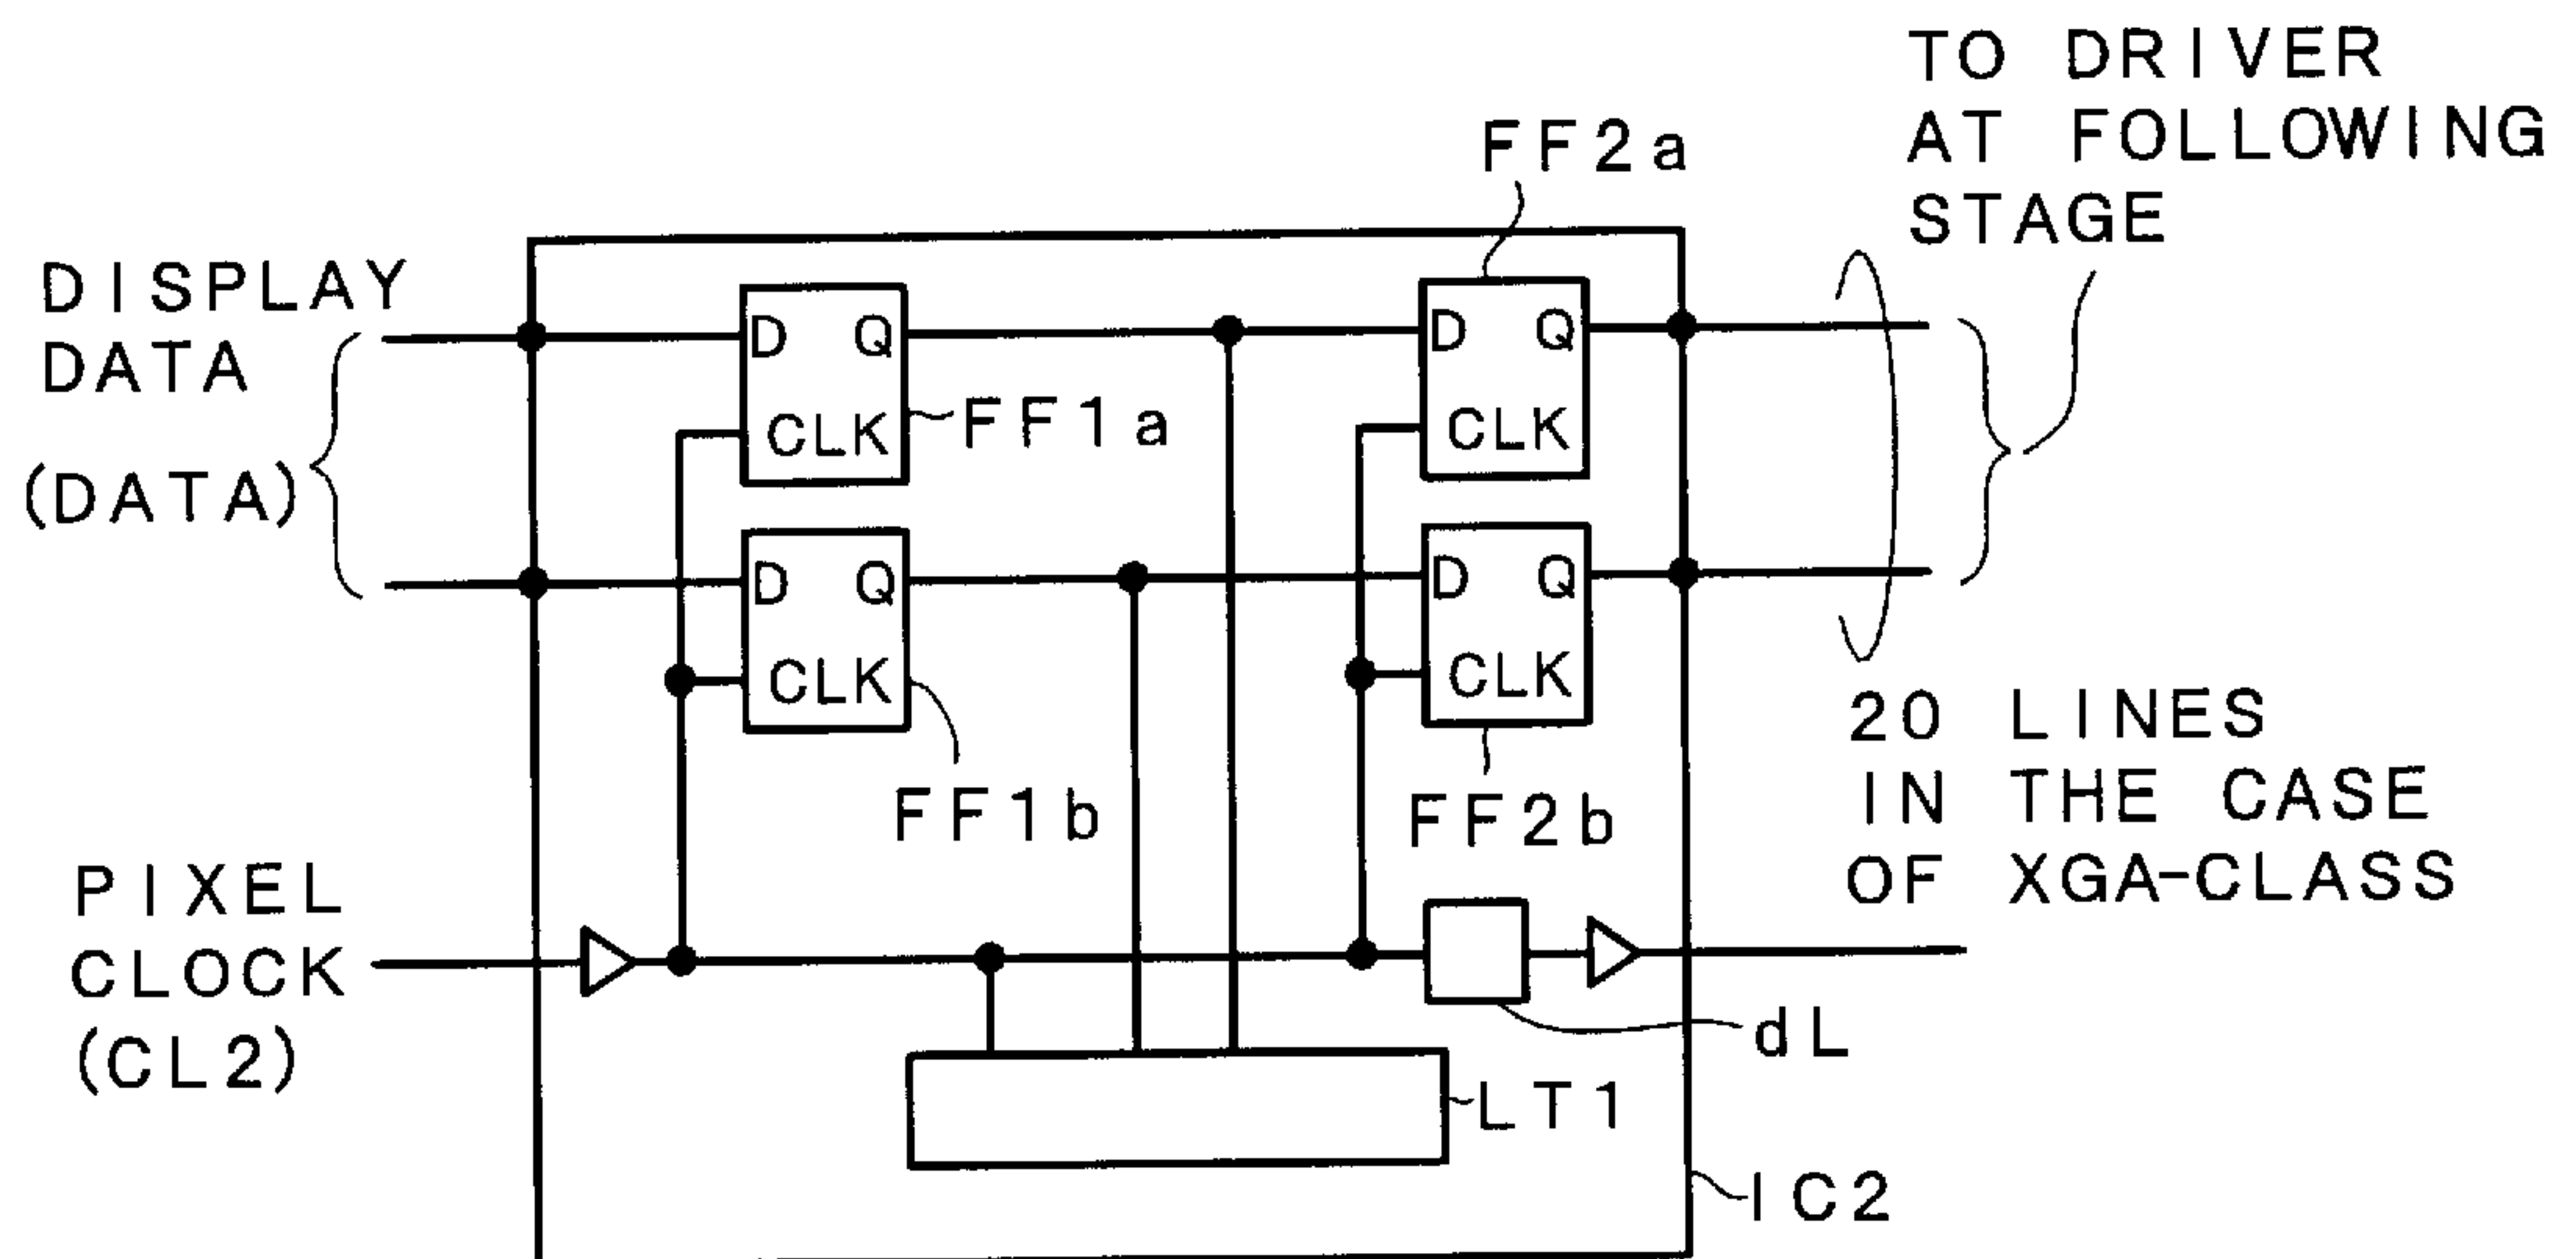 TO DRIVER
AT FOLLOWING
STAGE
FF2a
DISPLAY
DATA
(DATA)
D Q
CLK
FF1a
D Q
CLK
D Q
CLK
FF1b
D Q
CLK
FF2b
20 LINES
IN THE CASE
OF XGA-CLASS
PIXEL
CLOCK
(CL2)
dL
LT1
IC2